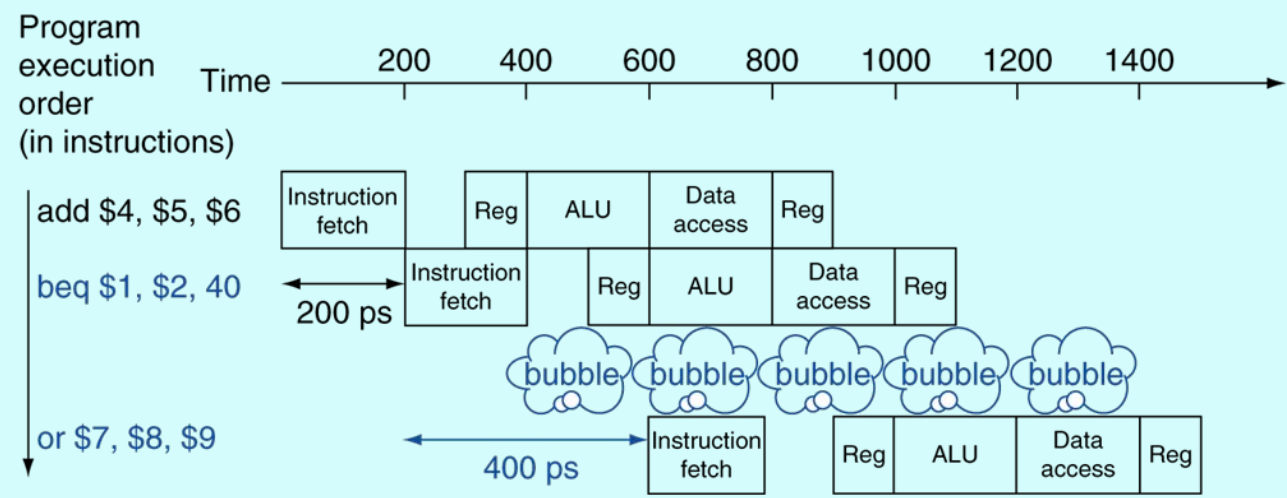 Program
execution
order
(in instructions)
Time
200 400 600 800 1000 1200 1400
add $4, $5, $6
Instruction
fetch
Reg
ALU
Data
access
Reg
beq $1, $2, 40
200 ps
Instruction
fetch
Reg
ALU
Data
access
Reg
bubble bubble bubble bubble bubble
or $7, $8, $9
400 ps
Instruction
fetch
Reg
ALU
Data
access
Reg